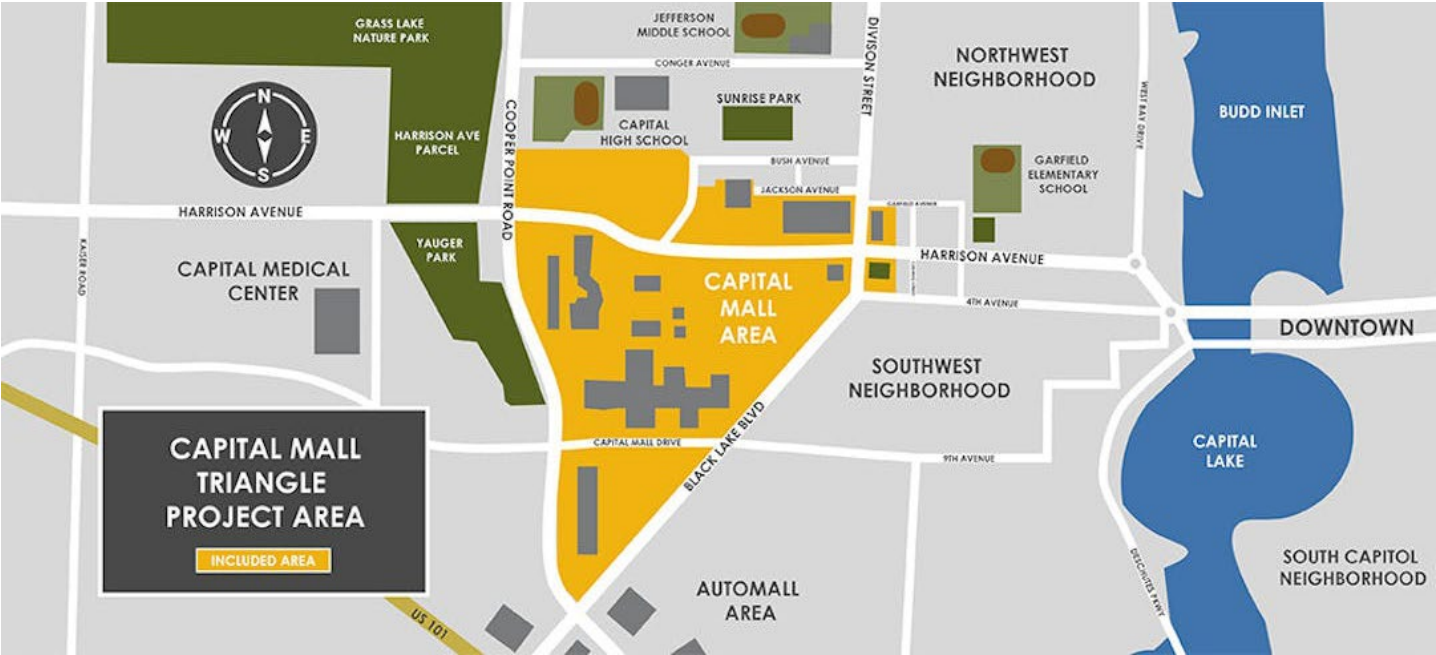 GRASS LAKE
NATURE PARK
JEFFERSON
MIDDLE SCHOOL
DIVISON STREET
CONGER AVENUE
NORTHWEST
NEIGHBORHOOD
WEST BAY DRIVE
BUDD INLET
N
W
E
S
HARRISON AVE
PARCEL
COOPER POINT ROAD
CAPITAL
HIGH SCHOOL
SUNRISE PARK
BUSH AVENUE
JACKSON AVENUE
GARFIELD
ELEMENTARY
SCHOOL
GARFIELD AVENUE
HARRISON AVENUE
KAISER ROAD
YAUGER
PARK
HARRISON AVENUE
CAPITAL MEDICAL
CENTER
CAPITAL
MALL
AREA
4TH AVENUE
DOWNTOWN
SOUTHWEST
NEIGHBORHOOD
CAPITAL MALL DRIVE
BLACK LAKE BLVD
9TH AVENUE
CAPITAL
LAKE
CAPITAL MALL
TRIANGLE
PROJECT AREA
INCLUDED AREA
US 101
AUTOMALL
AREA
DESCHUTES PKWY
SOUTH CAPITOL
NEIGHBORHOOD